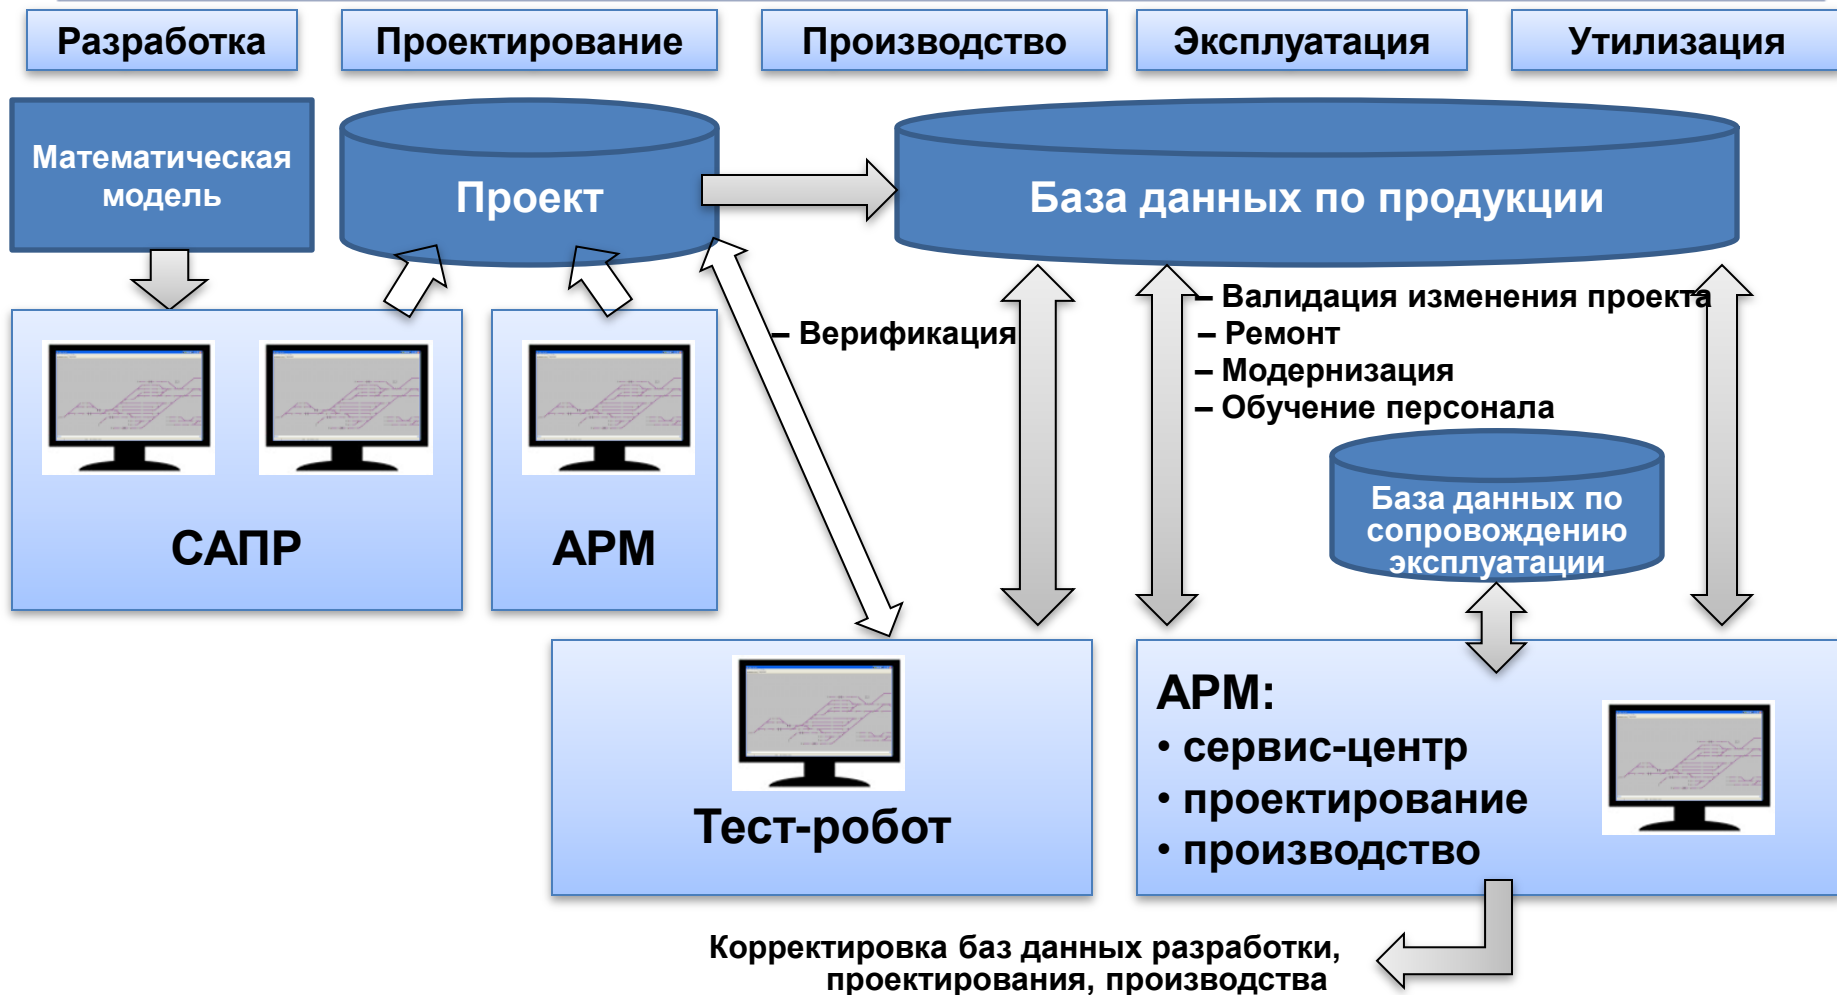 Разработка
Проектирование
Производство
Эксплуатация
Утилизация
Математическая
модель
Проект
База данных по продукции
– Верификация
– Валидация изменения проекта
– Ремонт
– Модернизация
– Обучение персонала
База данных по
сопровождению
эксплуатации
САПР
АРМ
Тест-робот
АРМ:
• сервис-центр
• проектирование
• производство
Корректировка баз данных разработки,
проектирования, производства